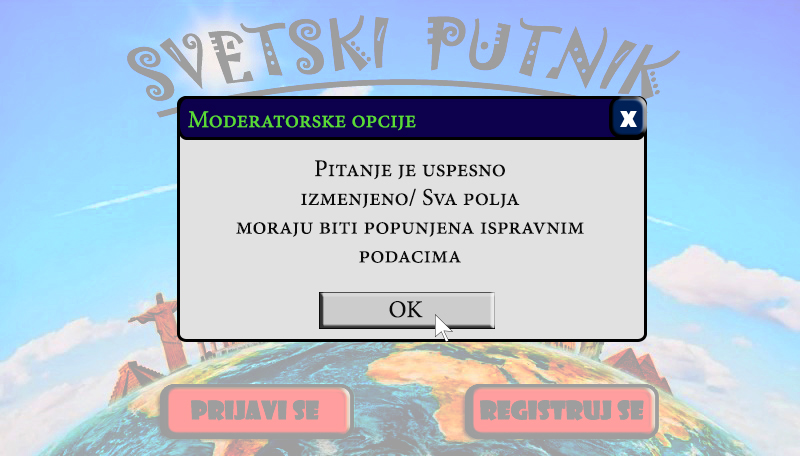 SVETSKI PUTNIK
Moderatorske opcije
X
Pitanje je uspesno
izmenjeno/ Sva polja
moraju biti popunjena ispravnim
podacima
OK
PRIJAVI SE
REGISTRUJ SE